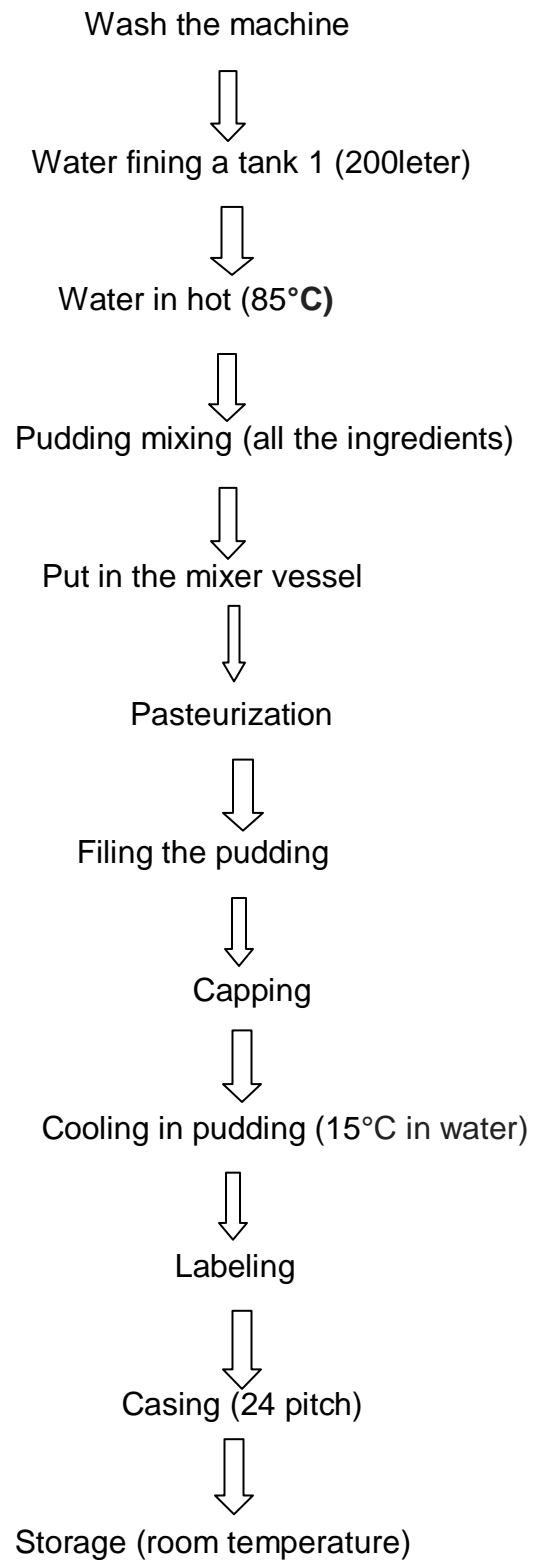 Wash the machine
Water fining a tank 1 (200leter)
Water in hot (85°C)
Pudding mixing (all the ingredients)
Put in the mixer vessel
Pasteurization
Filing the pudding
Capping
Cooling in pudding (15°C in water)
Labeling
Casing (24 pitch)
Storage (room temperature)